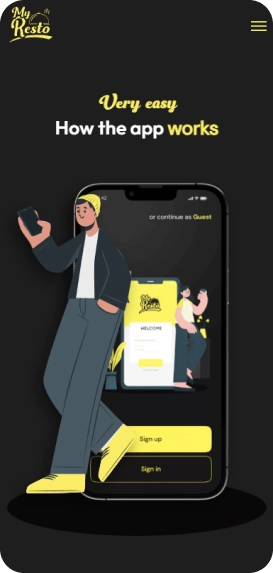 My
Resto
Very easy
How the app works
or continue as Guest
My
Resto
WELCOME
Sign up
Sign in